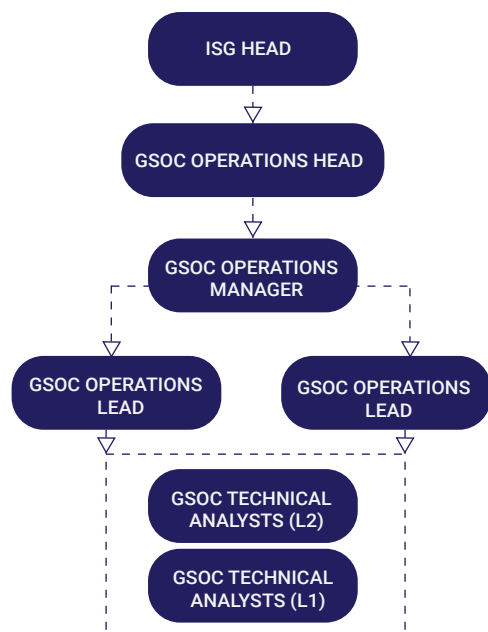 ISG HEAD
GSOC OPERATIONS HEAD
GSOC OPERATIONS
MANAGER
GSOC OPERATIONS
LEAD
GSOC OPERATIONS
LEAD
GSOC TECHNICAL
ANALYSTS (L2)
GSOC TECHNICAL
ANALYSTS (L1)